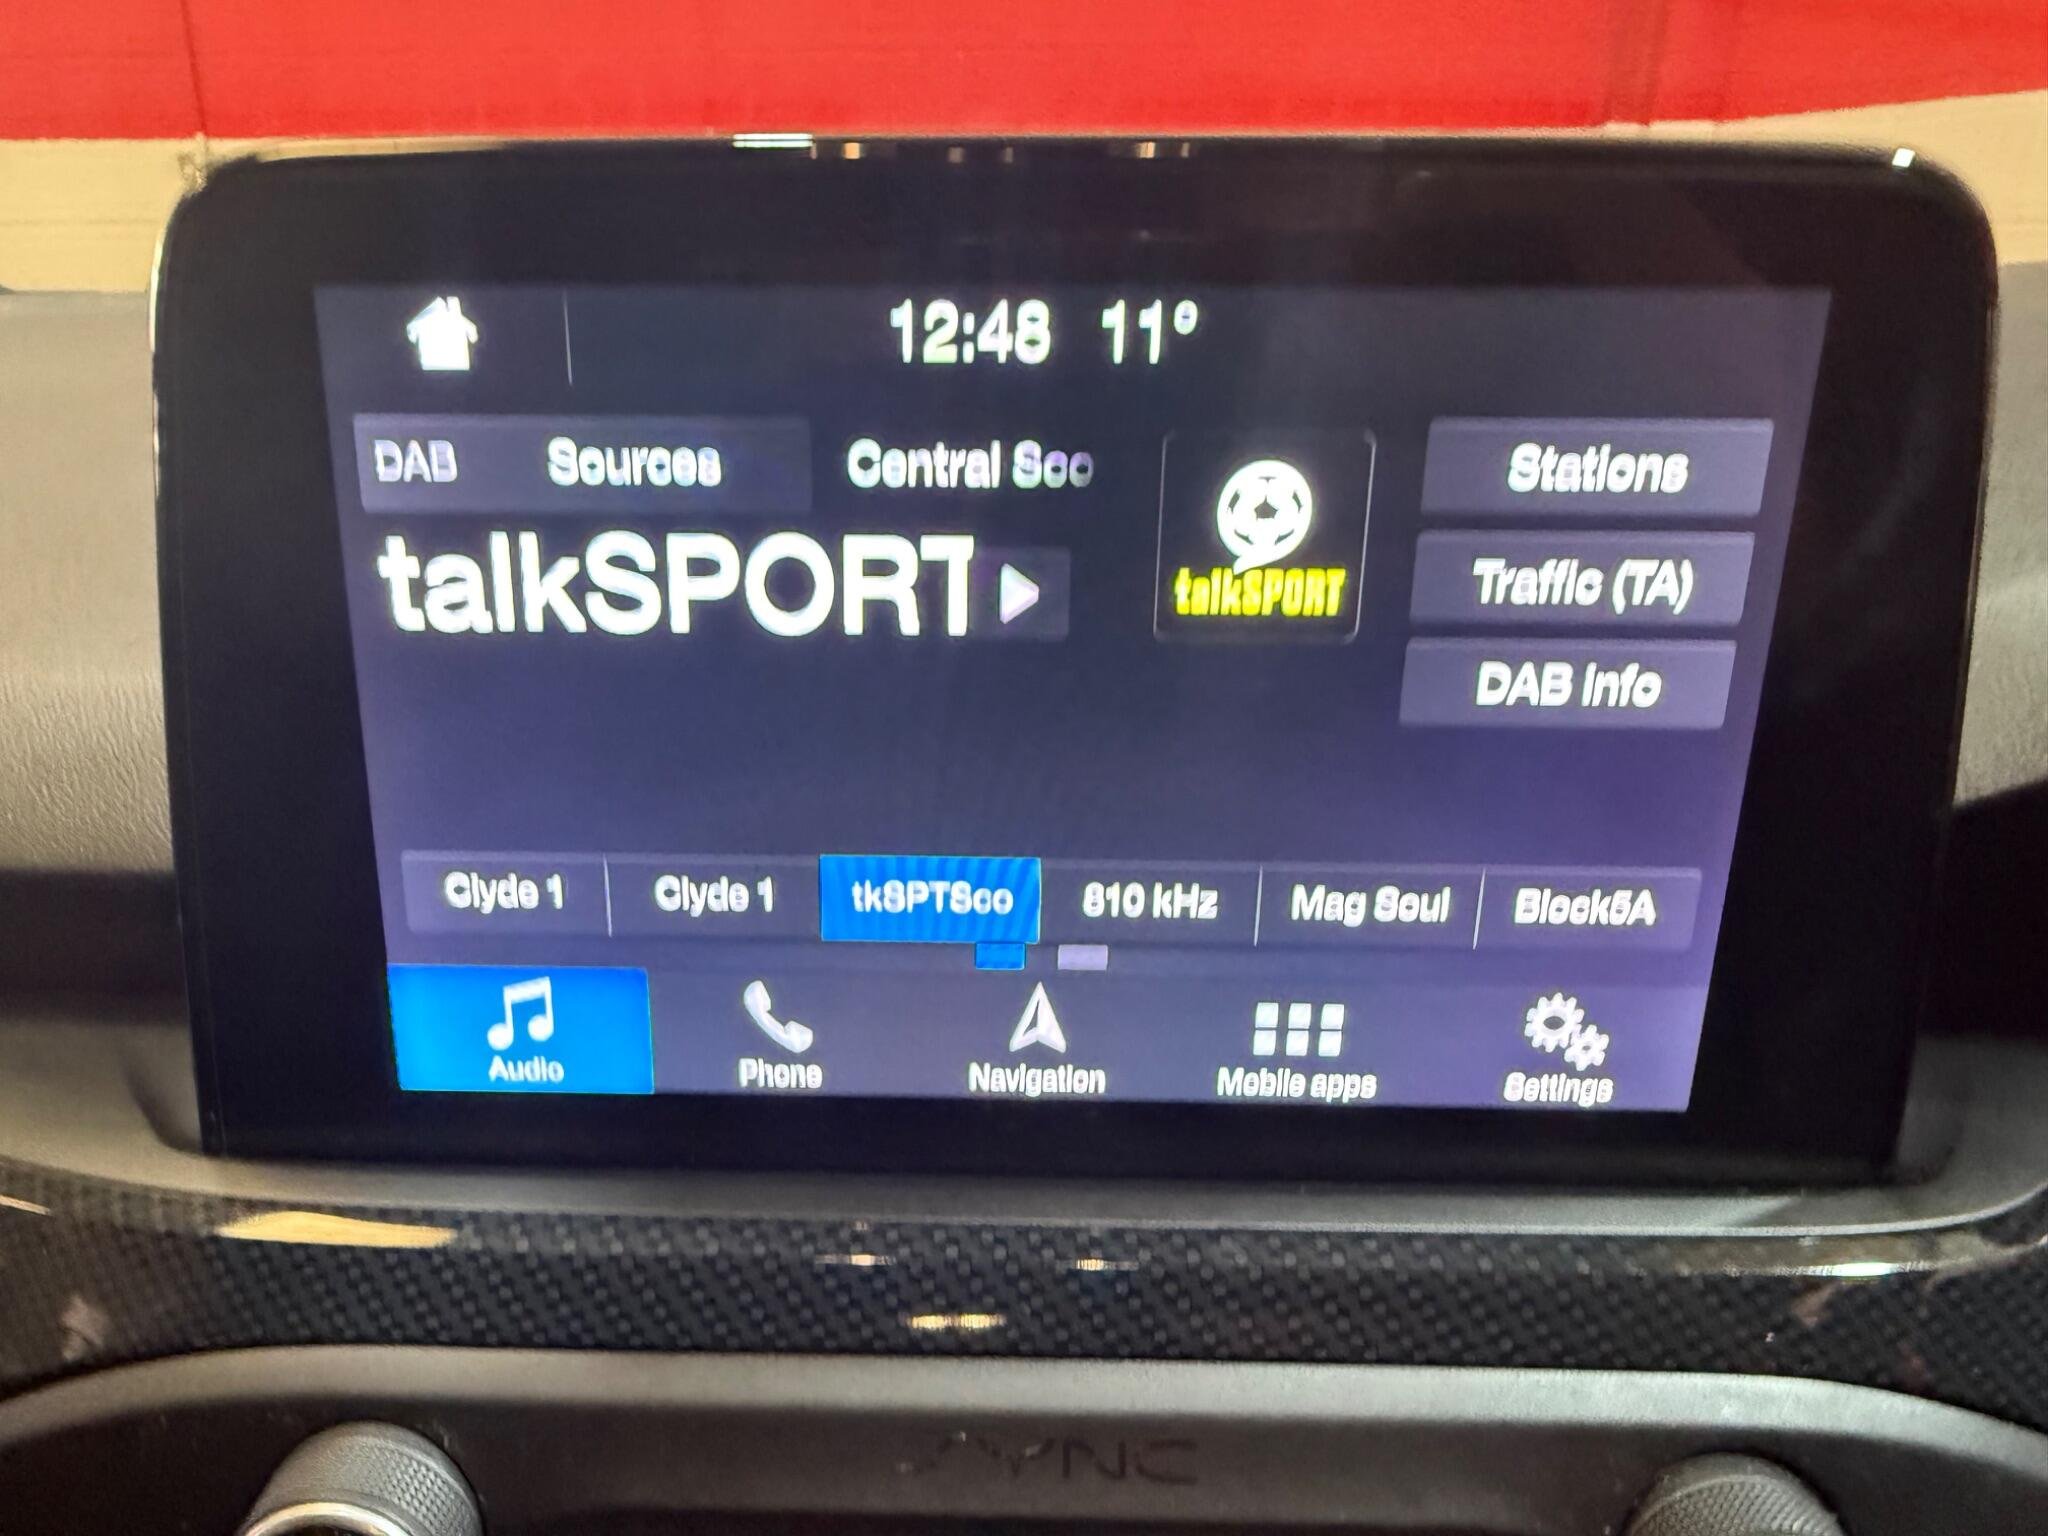 12:48 11°
DAB Sources Central Sco
Stations
talkSPORT
talkSPORT
Traffic (TA)
DAB info
Clyde 1 Clyde 1 tkSPTSco 810 kHz Mag Soul Block5A
Audio Phone Navigation Mobile apps Settings
SYNC